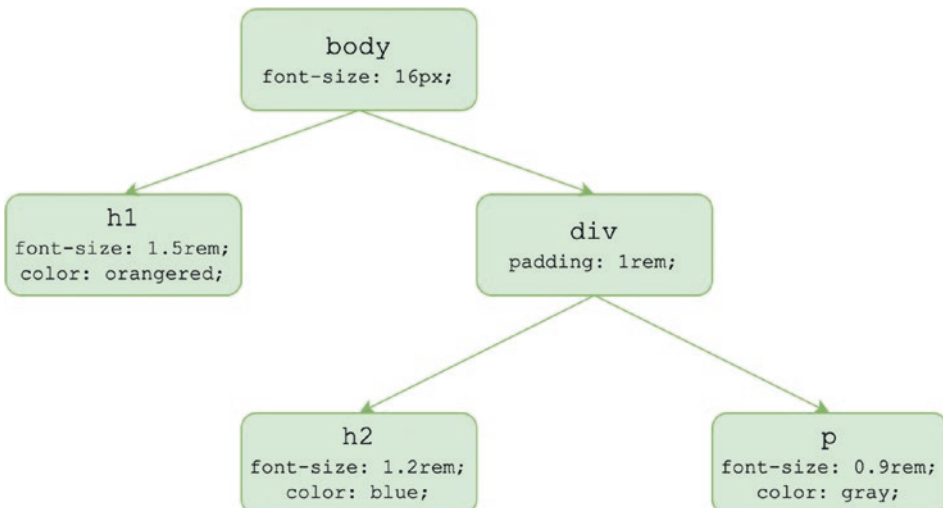 body
font-size: 16px;
h1
font-size: 1.5rem;
color: orangered;
div
padding: 1rem;
h2
font-size: 1.2rem;
color: blue;
p
font-size: 0.9rem;
color: gray;